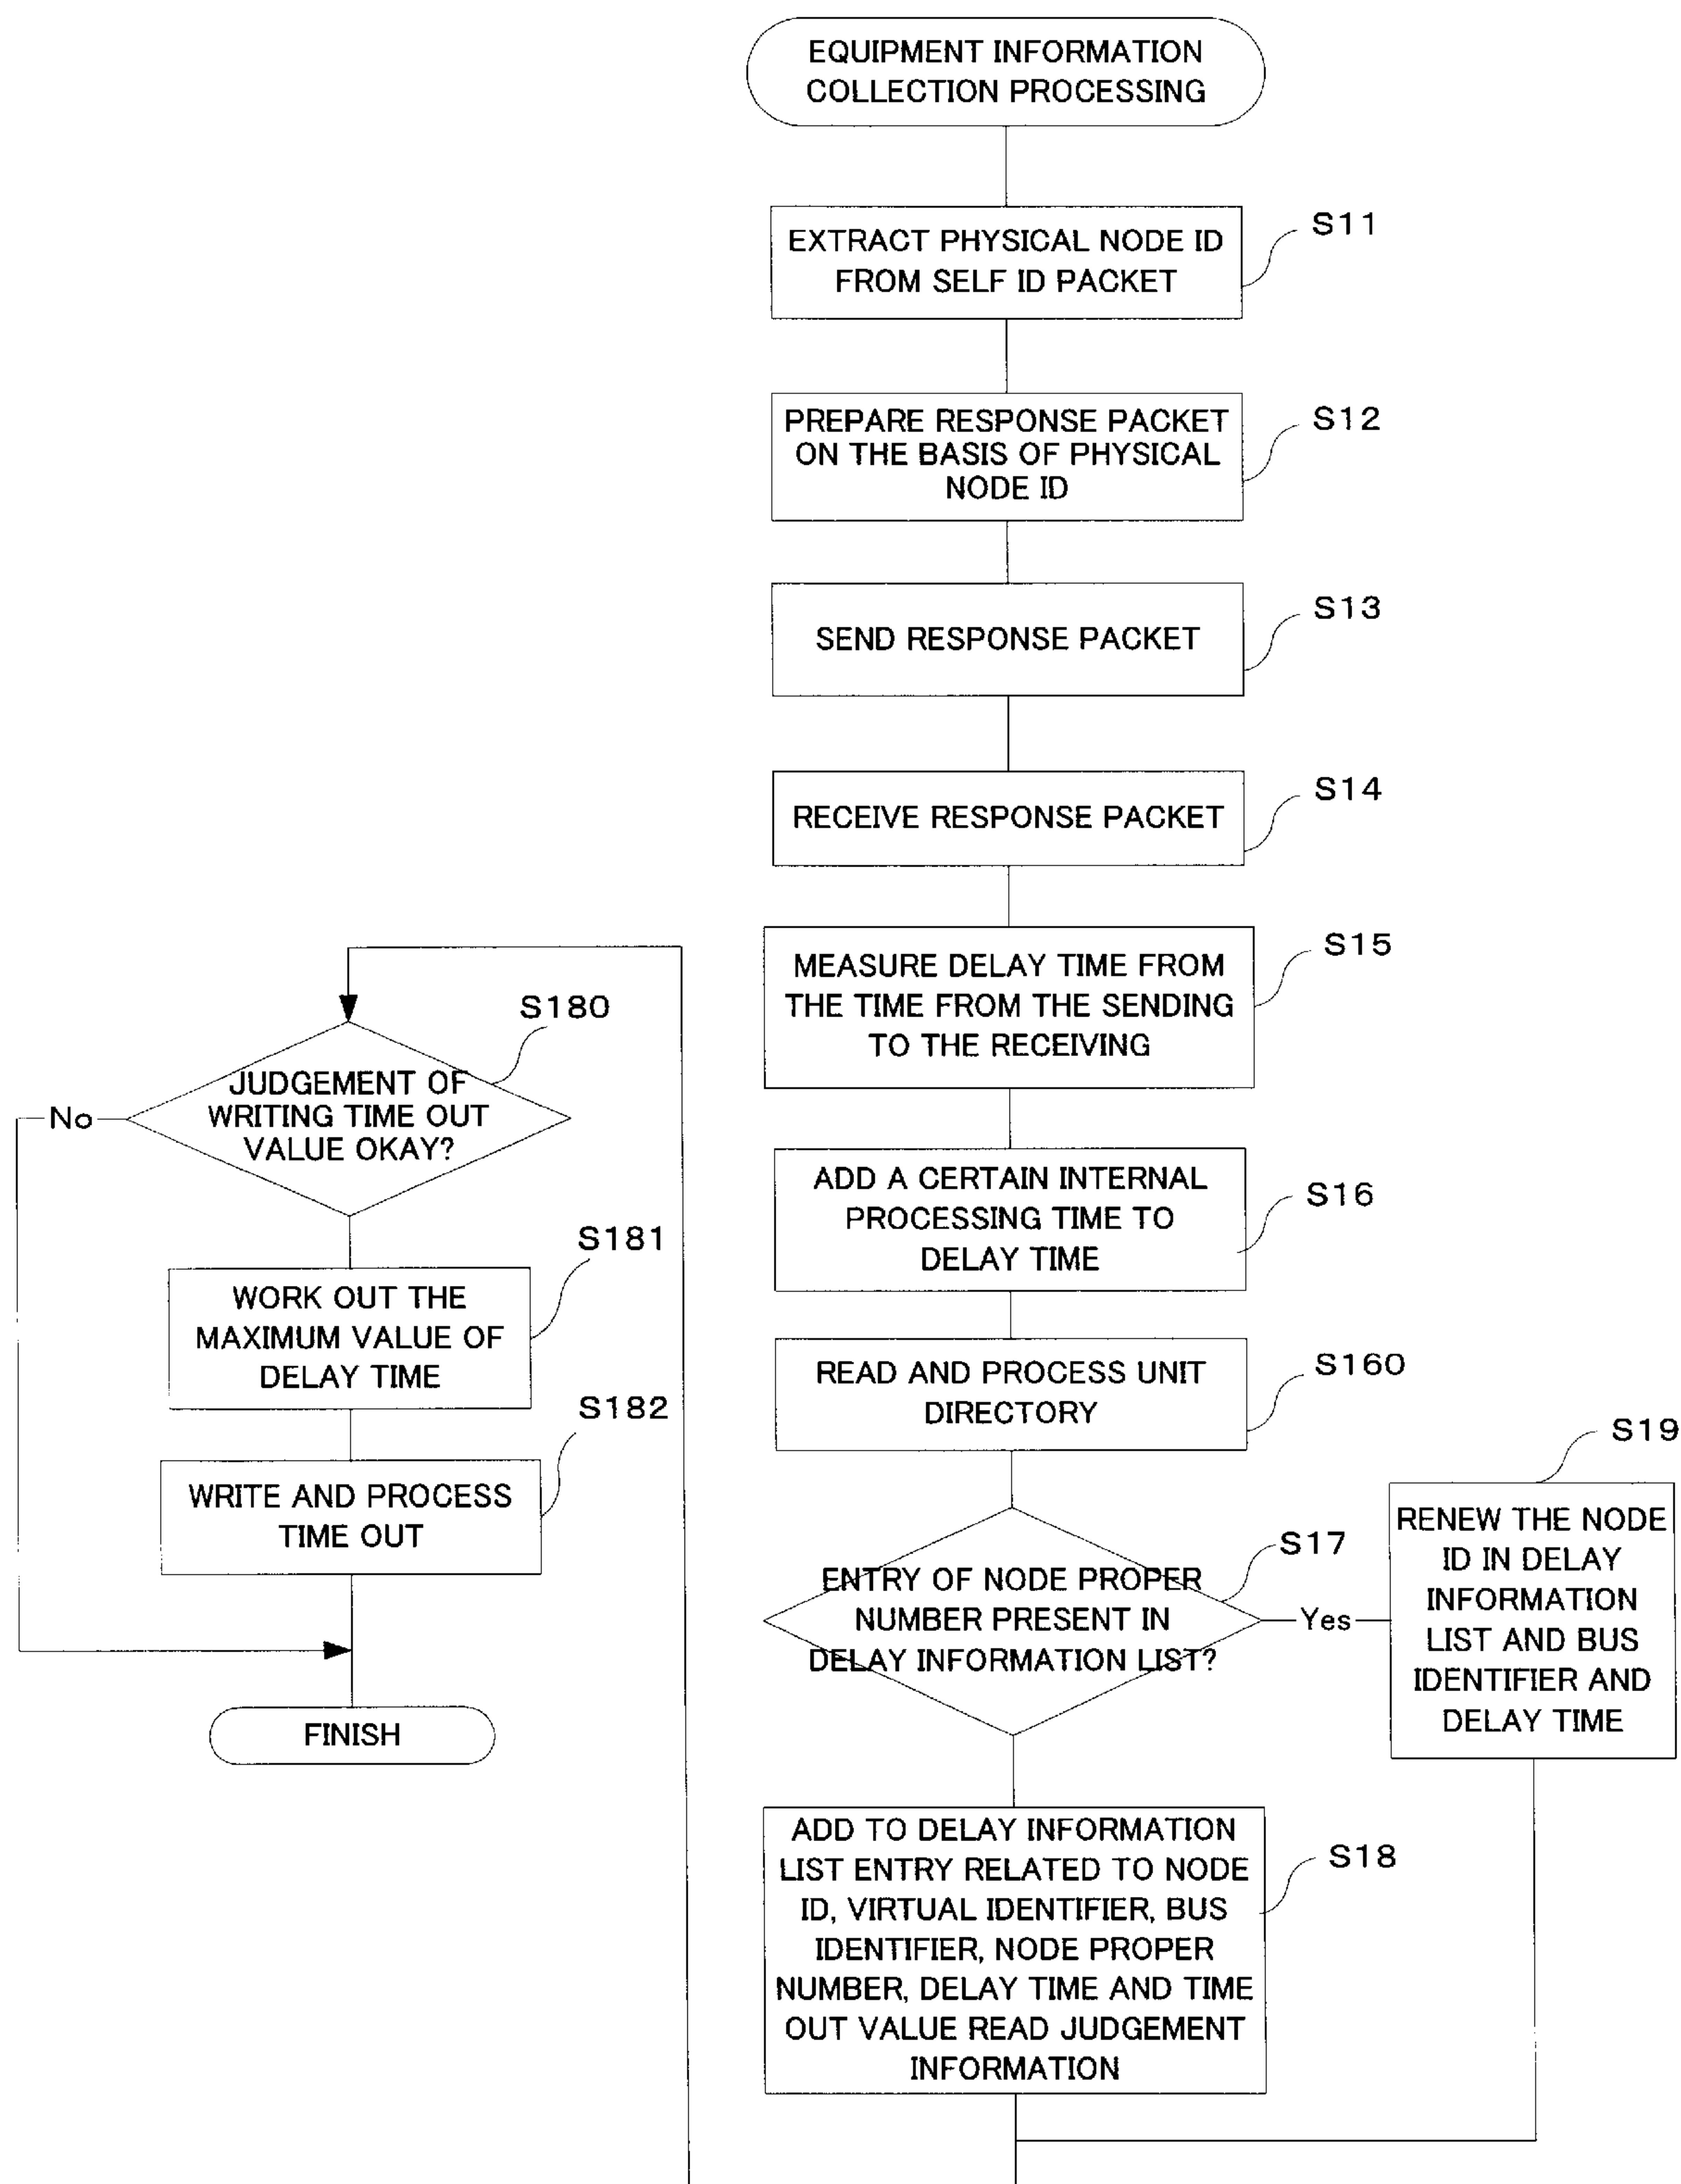 EQUIPMENT INFORMATION
COLLECTION PROCESSING
S11
EXTRACT PHYSICAL NODE ID
FROM SELF ID PACKET
S12
PREPARE RESPONSE PACKET
ON THE BASIS OF PHYSICAL
NODE ID
S13
SEND RESPONSE PACKET
S14
RECEIVE RESPONSE PACKET
S15
MEASURE DELAY TIME FROM
THE TIME FROM THE SENDING
TO THE RECEIVING
S16
ADD A CERTAIN INTERNAL
PROCESSING TIME TO
DELAY TIME
S160
READ AND PROCESS UNIT
DIRECTORY
S17
ENTRY OF NODE PROPER
NUMBER PRESENT IN
DELAY INFORMATION LIST?
Yes
S19
RENEW THE NODE
ID IN DELAY
INFORMATION
LIST AND BUS
IDENTIFIER AND
DELAY TIME
S18
ADD TO DELAY INFORMATION
LIST ENTRY RELATED TO NODE
ID, VIRTUAL IDENTIFIER, BUS
IDENTIFIER, NODE PROPER
NUMBER, DELAY TIME AND TIME
OUT VALUE READ JUDGEMENT
INFORMATION
S180
JUDGEMENT OF
WRITING TIME OUT
VALUE OKAY?
No
S181
WORK OUT THE
MAXIMUM VALUE OF
DELAY TIME
S182
WRITE AND PROCESS
TIME OUT
FINISH